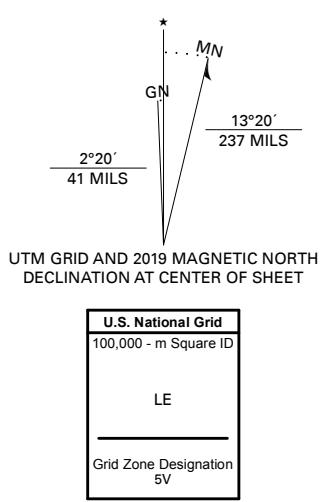 ★
MN
GN
13°20´
237 MILS
2°20´
41 MILS
UTM GRID AND 2019 MAGNETIC NORTH
DECLINATION AT CENTER OF SHEET
U.S. National Grid
100,000 - m Square ID
LE
Grid Zone Designation
5V